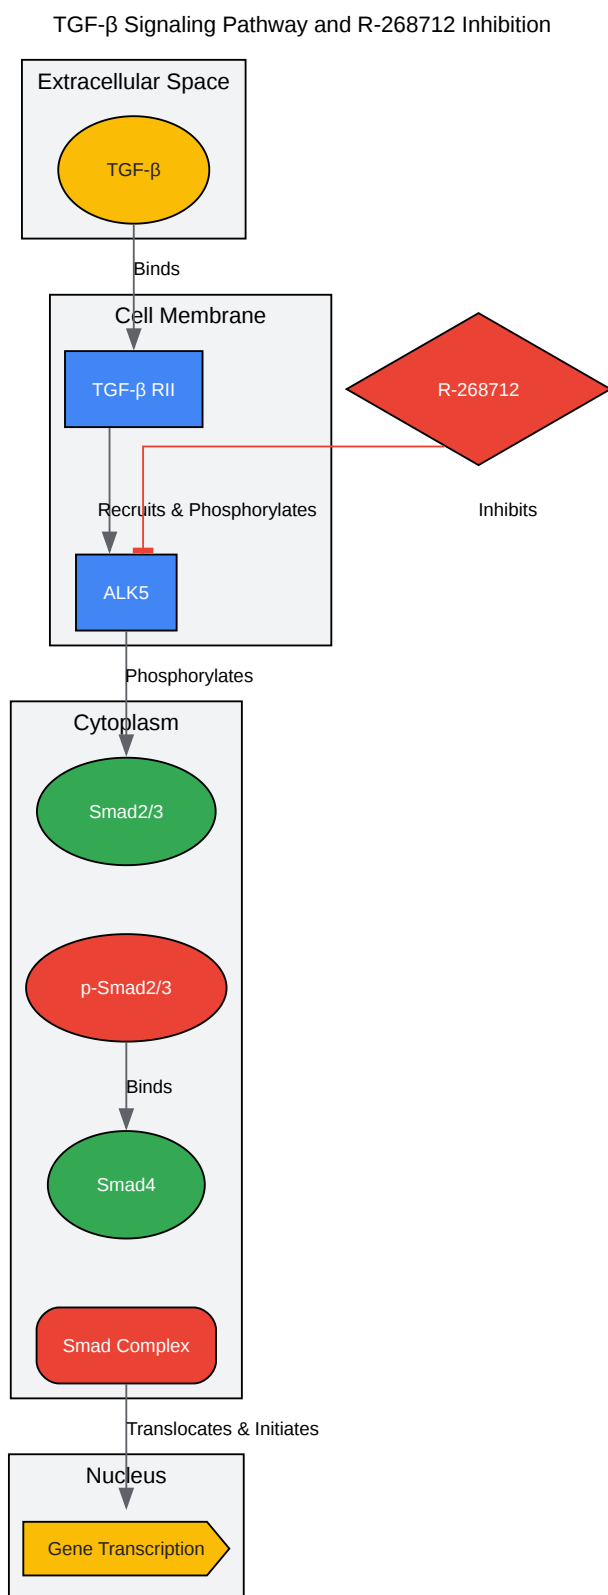 TGF-β Signaling Pathway and R-268712 Inhibition
Extracellular Space
TGF-β
Binds
Cell Membrane
TGF-β RII
R-268712
Recruits & Phosphorylates
Inhibits
ALK5
Phosphorylates
Cytoplasm
Smad2/3
p-Smad2/3
Binds
Smad4
Smad Complex
Translocates & Initiates
Nucleus
Gene Transcription